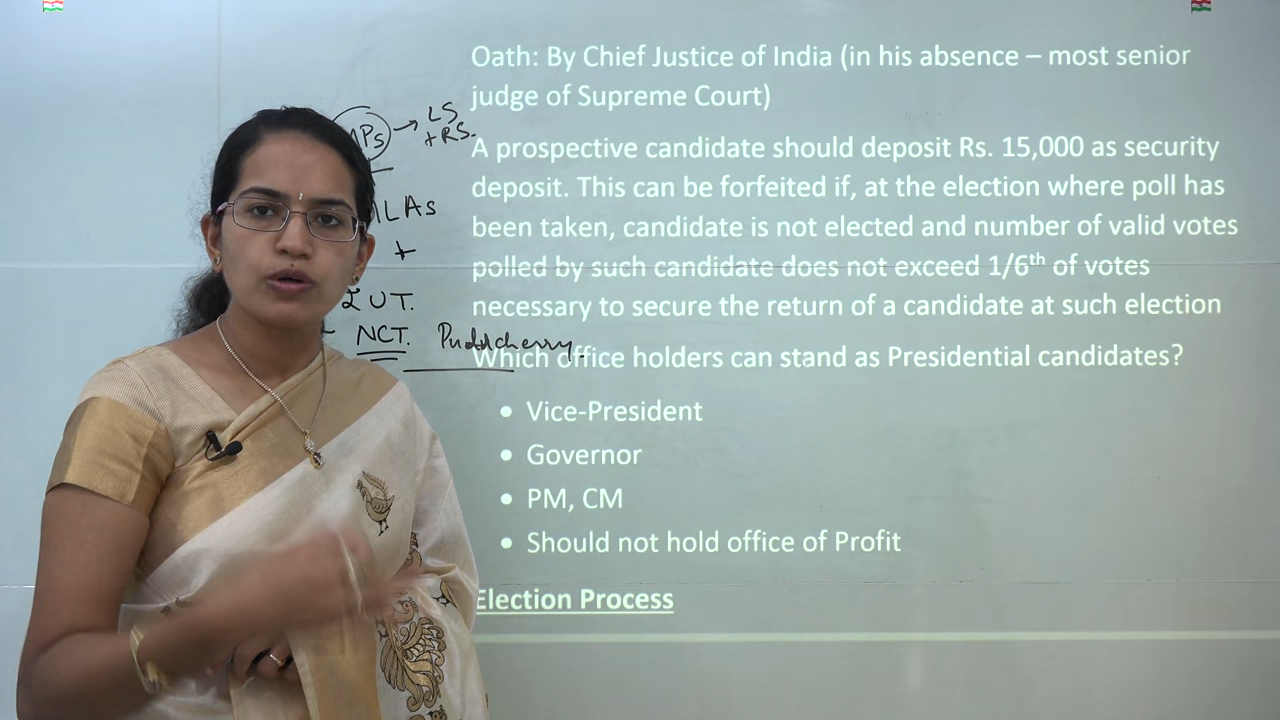 Oath: By Chief Justice of India (in his absence – most senior
judge of Supreme Court)
A prospective candidate should deposit Rs. 15,000 as security
deposit. This can be forfeited if, at the election where poll has
been taken, candidate is not elected and number of valid votes
polled by such candidate does not exceed 1/6th of votes
necessary to secure the return of a candidate at such election
Which office holders can stand as Presidential candidates?
• Vice-President
• Governor
• PM, CM
• Should not hold office of Profit
Election Process
MPs → LS
+ RS.
MLAs
+
2 UT.
NCT. Puducherry.